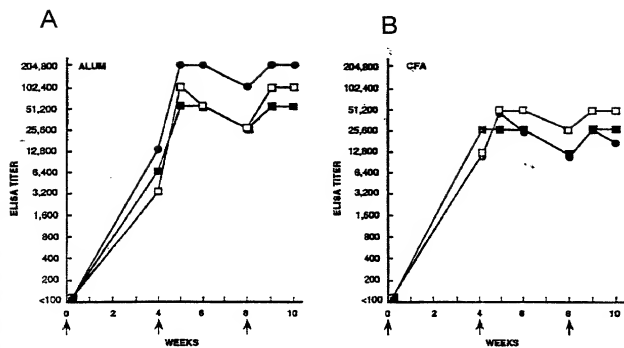 A
B
ALUM
CFA
ELISA TITER
204,800
102,400
51,200
25,600
12,800
6,400
3,200
1,600
800
400
200
<100
0 2 4 6 8 10
WEEKS
ELISA TITER
204,800
102,400
51,200
25,600
12,800
6,400
3,200
1,600
800
400
200
<100
0 2 4 6 8 10
WEEKS